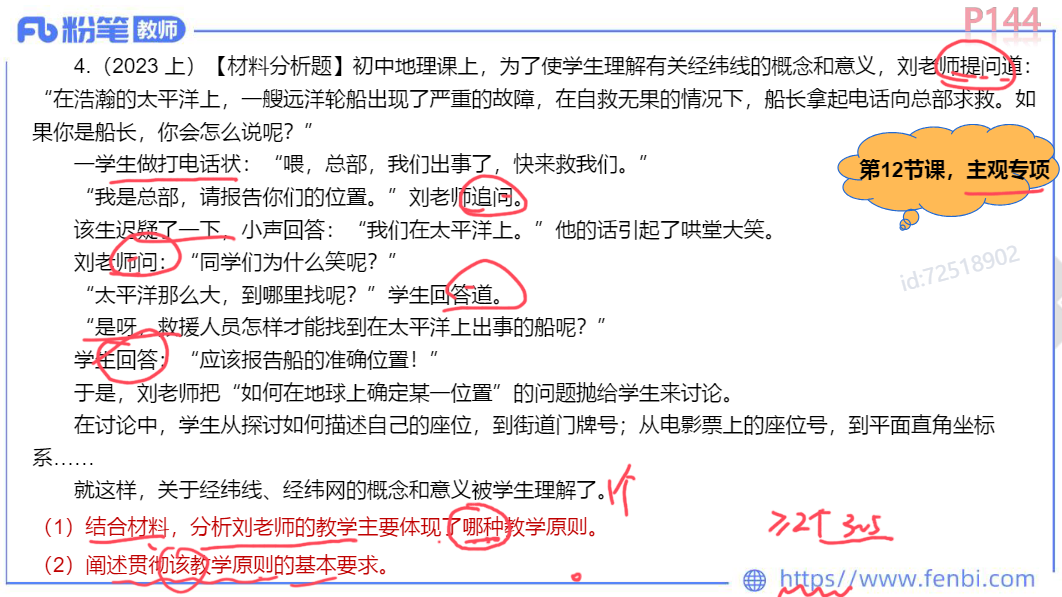 粉笔教师
P144
4.（2023 上）【材料分析题】初中地理课上，为了使学生理解有关经纬线的概念和意义，刘老师提问道：
“在浩瀚的太平洋上，一艘远洋轮船出现了严重的故障，在自救无果的情况下，船长拿起电话向总部求救。如
果你是船长，你会怎么说呢？”
一学生做打电话状：“喂，总部，我们出事了，快来救我们。”
“我是总部，请报告你们的位置。”刘老师追问。
第12节课，主观专项
该生迟疑了一下，小声回答：“我们在太平洋上。”他的话引起了哄堂大笑。
刘老师问：“同学们为什么笑呢？”
id:72518902
“太平洋那么大，到哪里找呢？”学生回答道。
“是呀，救援人员怎样才能找到在太平洋上出事的船呢？”
学生回答：“应该报告船的准确位置！”
于是，刘老师把“如何在地球上确定某一位置”的问题抛给学生来讨论。
在讨论中，学生从探讨如何描述自己的座位，到街道门牌号；从电影票上的座位号，到平面直角坐标
系……
就这样，关于经纬线、经纬网的概念和意义被学生理解了。
1个
（1）结合材料，分析刘老师的教学主要体现了哪种教学原则。
≥2个 3~5
（2）阐述贯彻该教学原则的基本要求。
https://www.fenbi.com